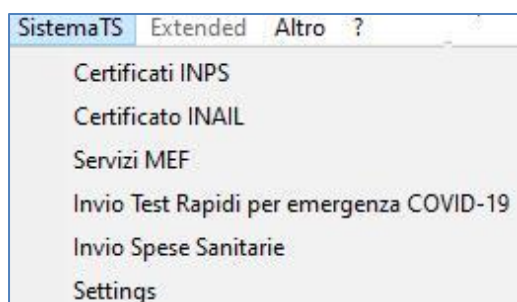 SistemaTS Extended Altro ?
Certificati INPS
Certificato INAIL
Servizi MEF
Invio Test Rapidi per emergenza COVID-19
Invio Spese Sanitarie
Settings